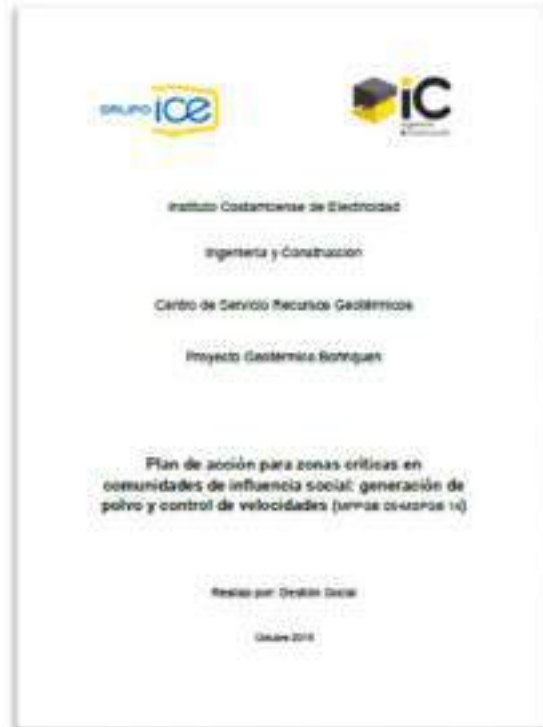 GRUPO ICE
iC
Instituto Costarricense de Electricidad
Ingeniería y Construcción
Centro de Servicio Recursos Geotérmicos
Proyecto Geotérmico Borinquen
Plan de acción para zonas críticas en
comunidades de influencia social: generación de
polvo y control de velocidades
por: Gestión Social
Octubre